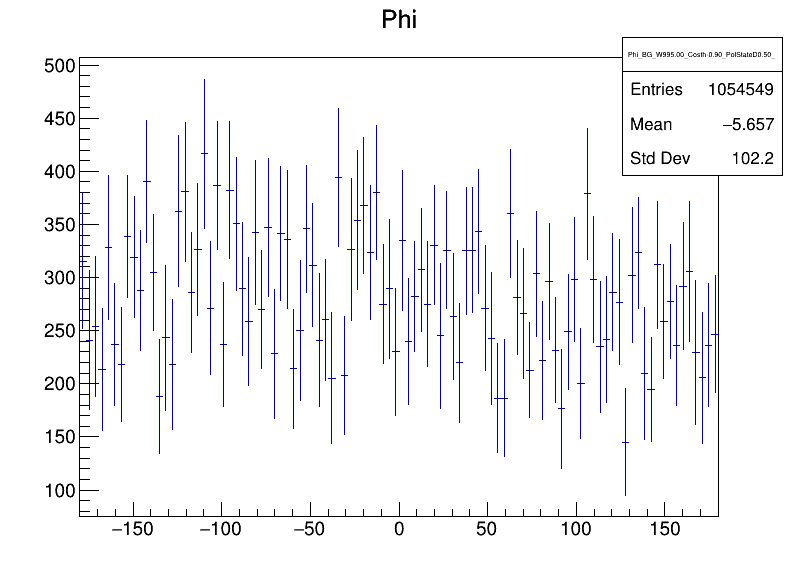 Phi
Phi_BG_W995.00_Costh-0.90_PolStateD0.50_
Entries 1054549
Mean −5.657
Std Dev 102.2
500
450
400
350
300
250
200
150
100
−150 −100 −50 0 50 100 150